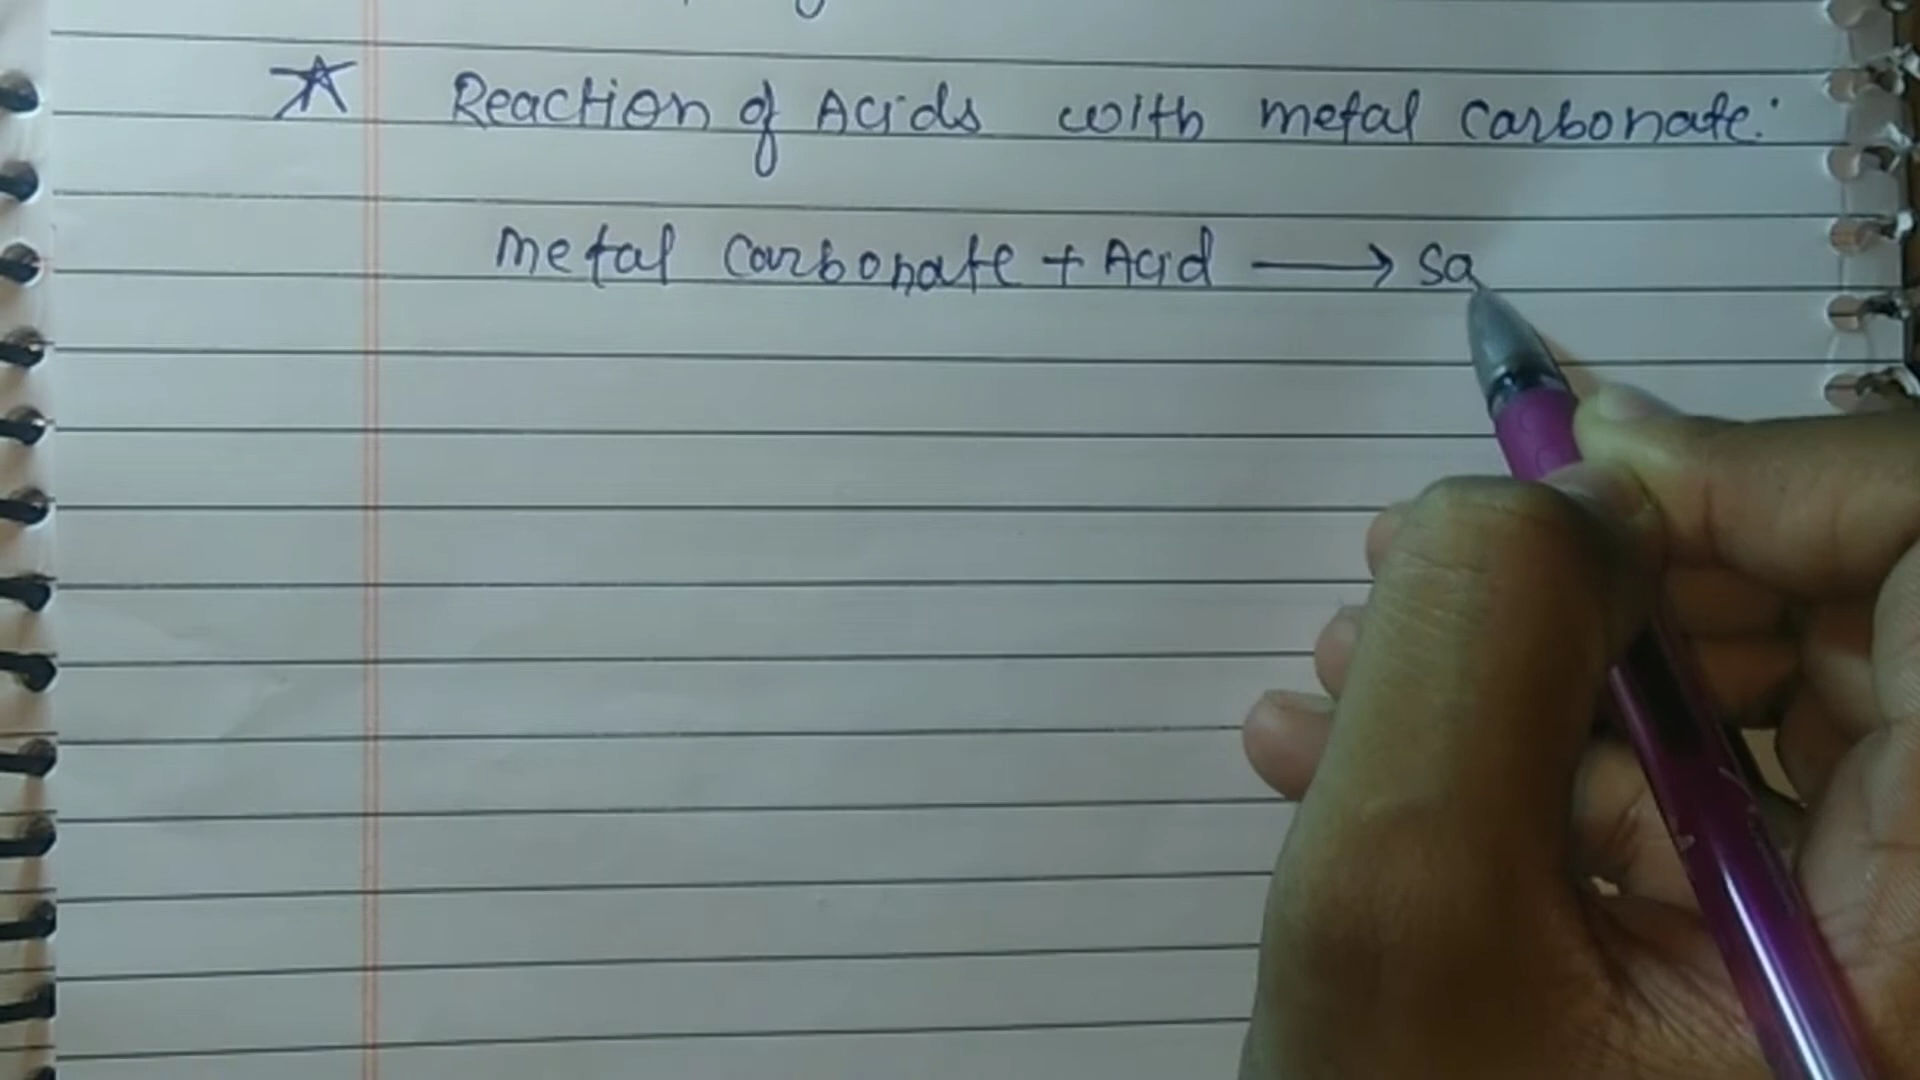 Reaction of Acids with metal carbonate:
metal carbonate + Acid → sa